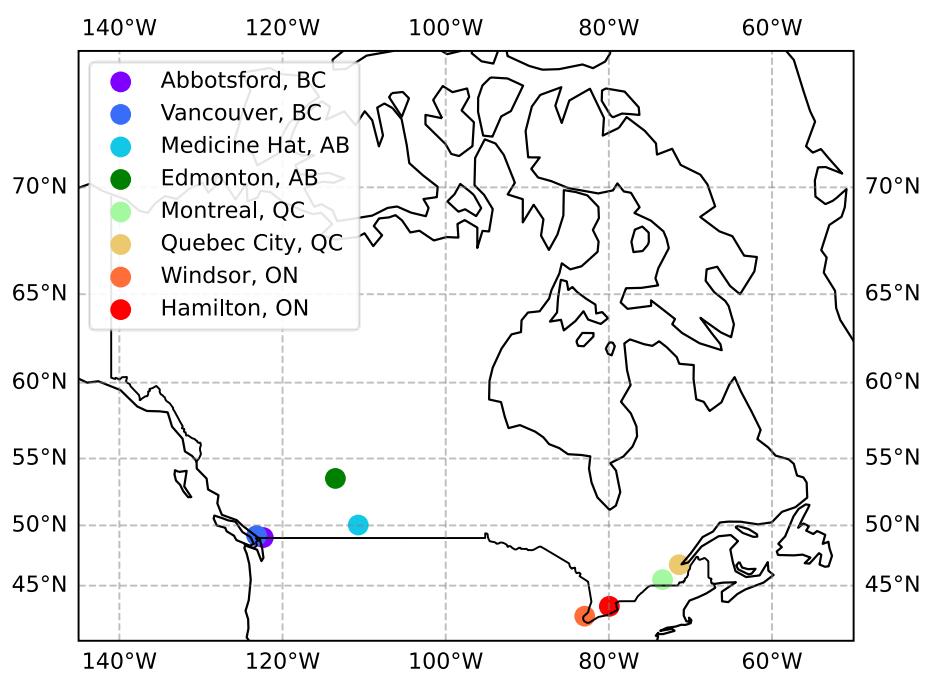 140°W 120°W 100°W 80°W 60°W
Abbotsford, BC
Vancouver, BC
Medicine Hat, AB
Edmonton, AB
Montreal, QC
Quebec City, QC
Windsor, ON
Hamilton, ON
70°N 70°N
65°N 65°N
60°N 60°N
55°N 55°N
50°N 50°N
45°N 45°N
140°W 120°W 100°W 80°W 60°W